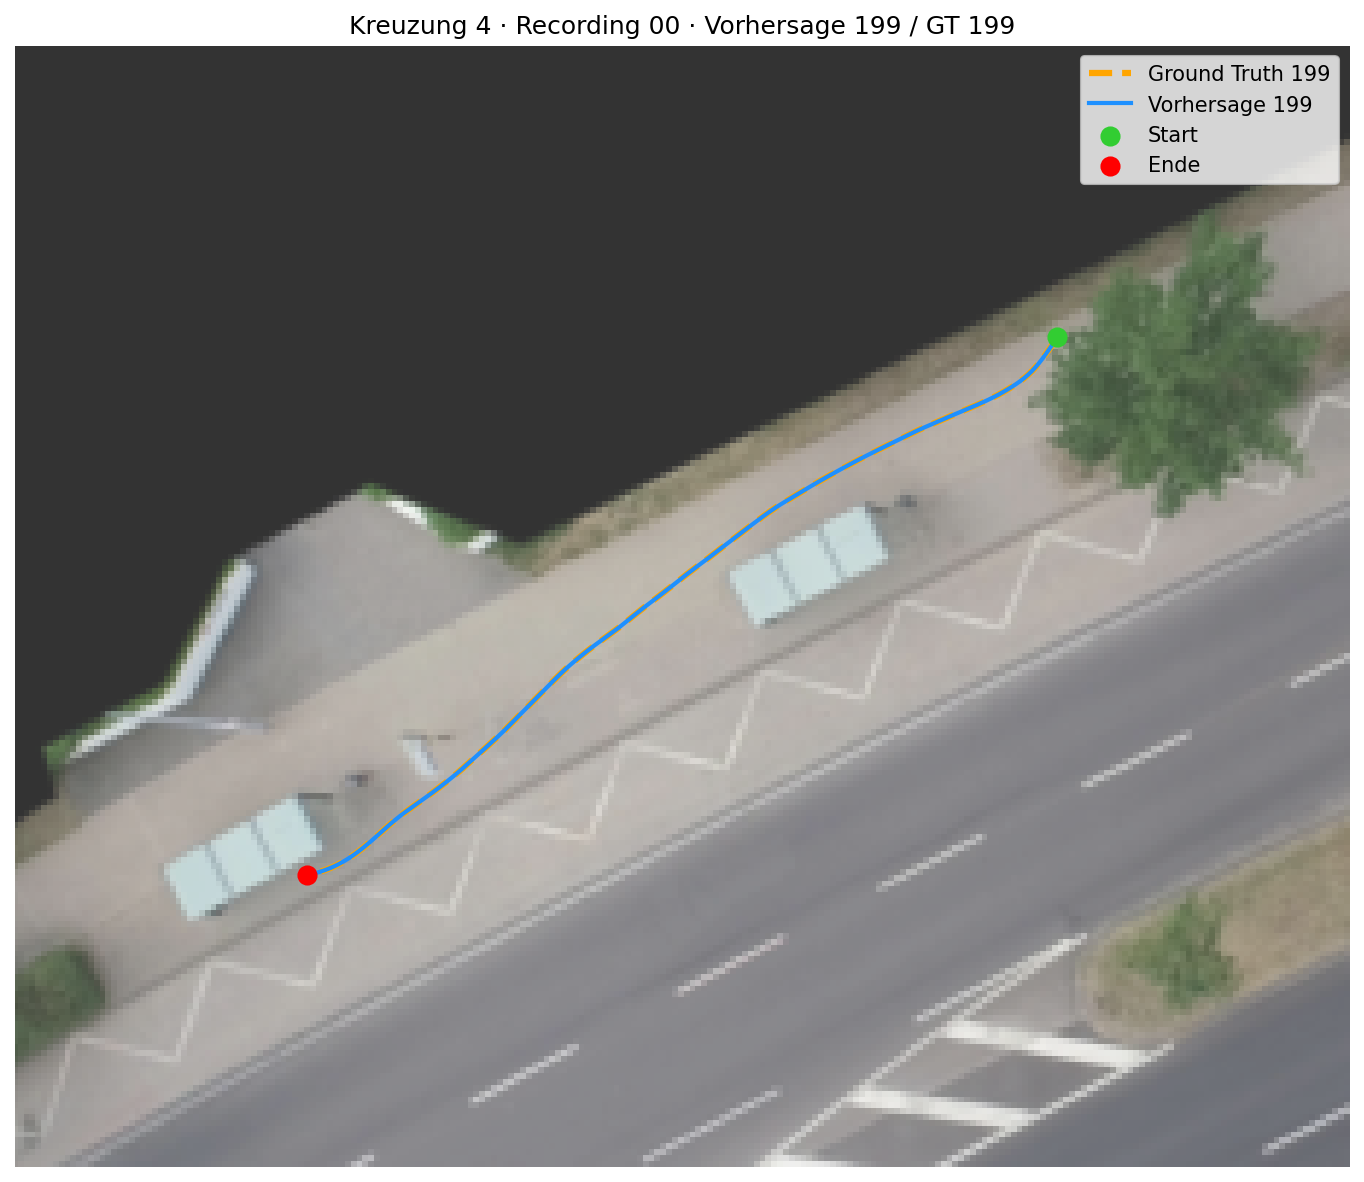 Kreuzung 4 · Recording 00 · Vorhersage 199 / GT 199
Ground Truth 199
Vorhersage 199
Start
Ende